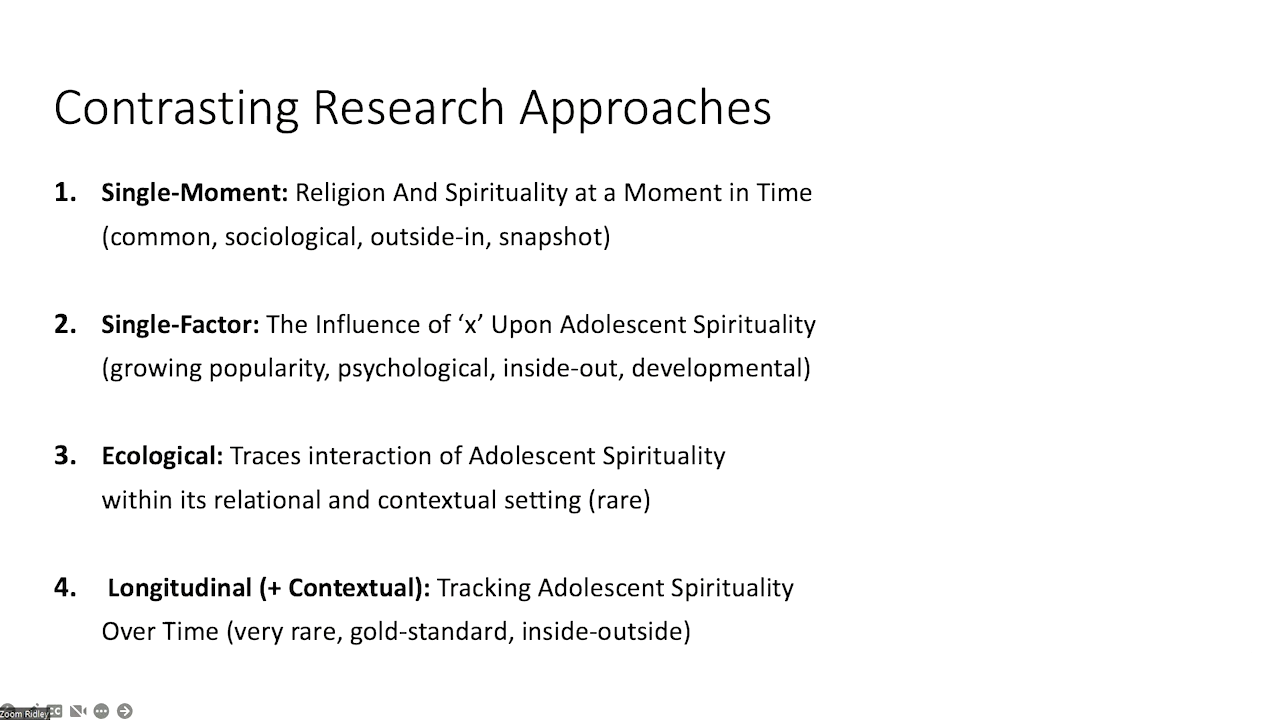 Contrasting Research Approaches
1. Single-Moment: Religion And Spirituality at a Moment in Time
(common, sociological, outside-in, snapshot)
2. Single-Factor: The Influence of ‘x’ Upon Adolescent Spirituality
(growing popularity, psychological, inside-out, developmental)
3. Ecological: Traces interaction of Adolescent Spirituality
within its relational and contextual setting (rare)
4. Longitudinal (+ Contextual): Tracking Adolescent Spirituality
Over Time (very rare, gold-standard, inside-outside)
Zoom Ridley